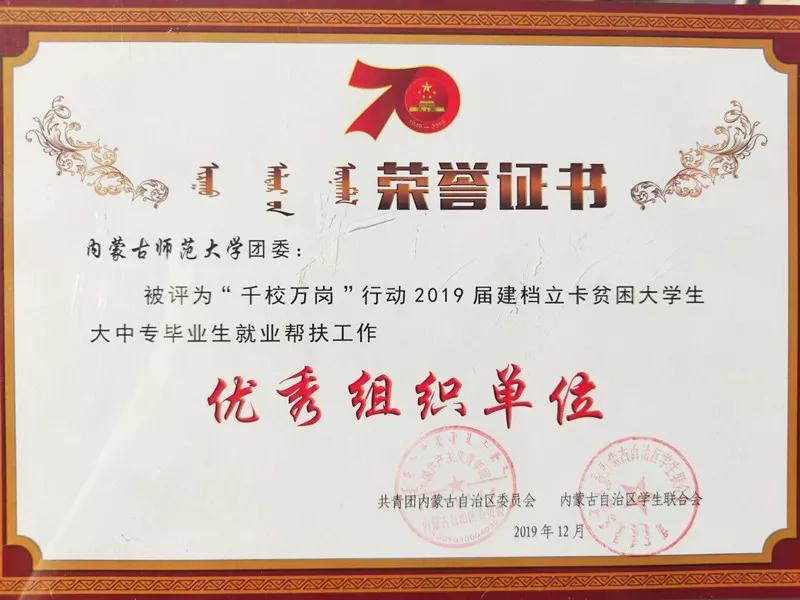 70
1949-2019
荣誉证书
内蒙古师范大学团委：
被评为“千校万岗”行动2019届建档立卡贫困大学生
大中专毕业生就业帮扶工作
优秀组织单位
共青团内蒙古自治区委员会 内蒙古自治区学生联合会
2019年12月